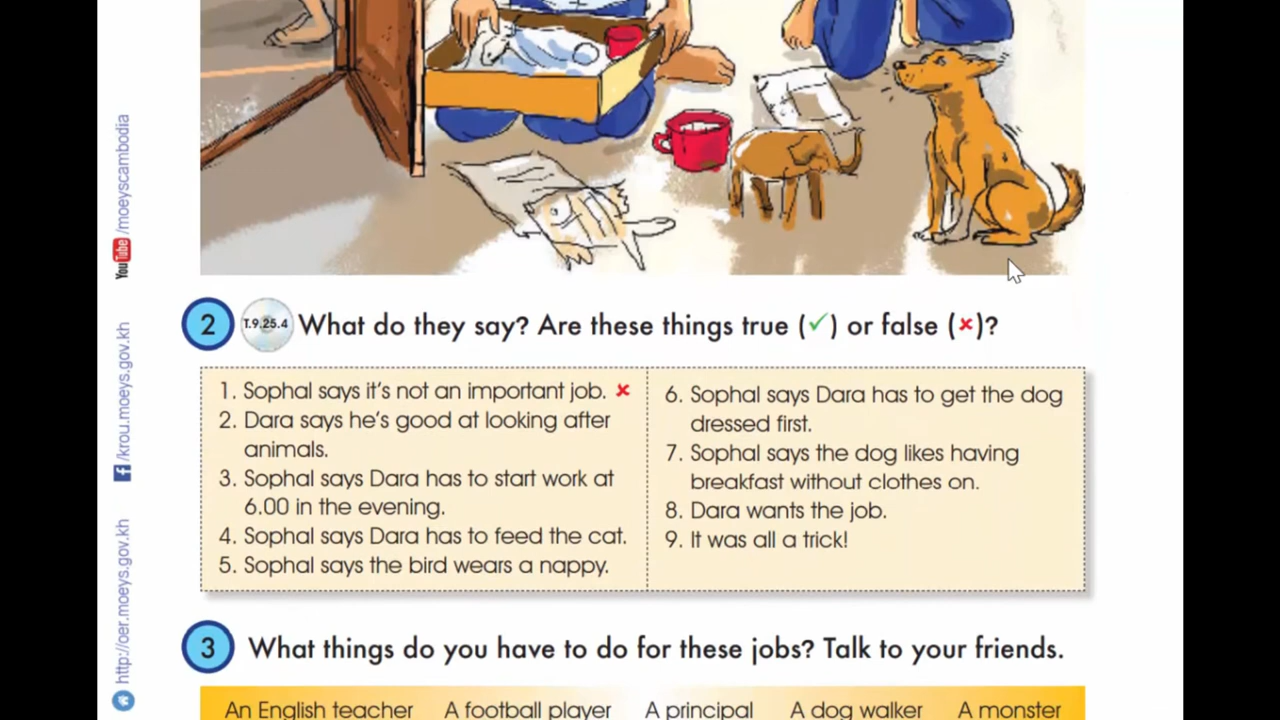 2 T.9.25.4 What do they say? Are these things true (✓) or false (✗)?
1. Sophal says it's not an important job. ✗
2. Dara says he's good at looking after
animals.
3. Sophal says Dara has to start work at
6.00 in the evening.
4. Sophal says Dara has to feed the cat.
5. Sophal says the bird wears a nappy.
6. Sophal says Dara has to get the dog
dressed first.
7. Sophal says the dog likes having
breakfast without clothes on.
8. Dara wants the job.
9. It was all a trick!
3 What things do you have to do for these jobs? Talk to your friends.
An English teacher A football player A principal A dog walker A monster
YouTube /moeyscambodia
f /krou.moeys.gov.kh
http://oer.moeys.gov.kh